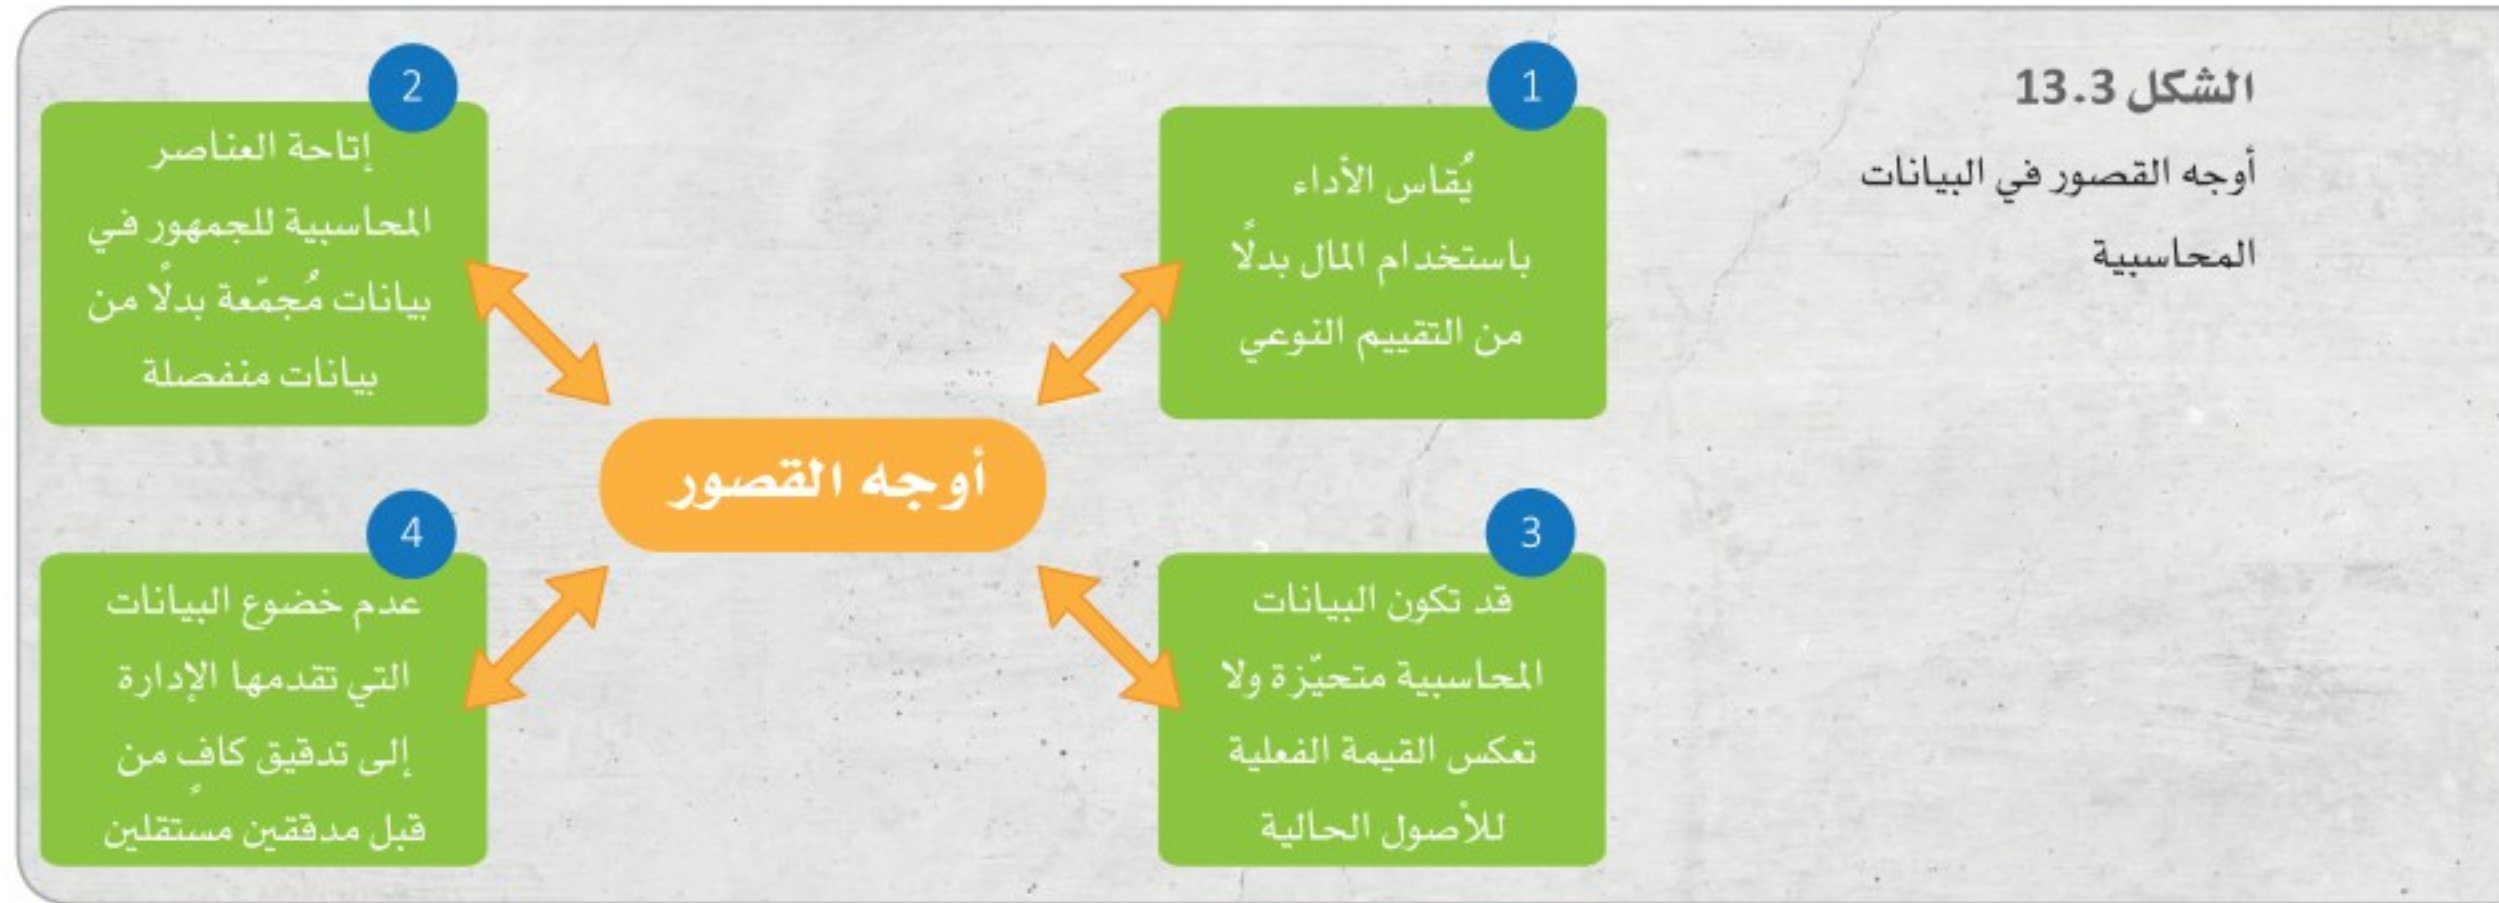 الشكل 13.3
أوجه القصور في البيانات
المحاسبية
1
يُقاس الأداء
باستخدام المال بدلًا
من التقييم النوعي
2
إتاحة العناصر
المحاسبية للجمهور في
بيانات مُجمّعة بدلًا من
بيانات منفصلة
أوجه القصور
3
قد تكون البيانات
المحاسبية متحيّزة ولا
تعكس القيمة الفعلية
للأصول الحالية
4
عدم خضوع البيانات
التي تقدمها الإدارة
إلى تدقيق كافٍ من
قبل مدققين مستقلين